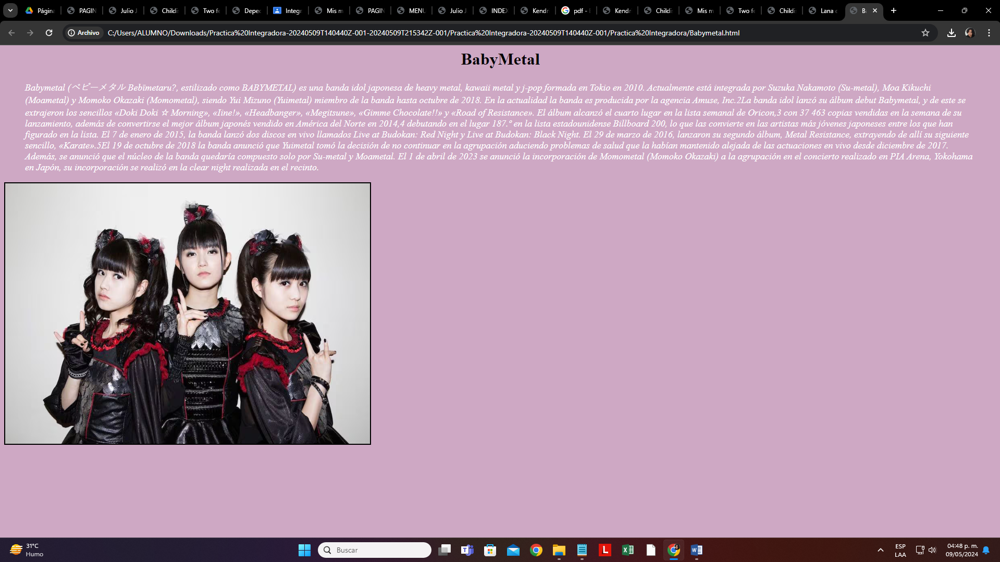 Página
PAGIN
Julio J
Childi
Two fe
Depec
Integr
Mis m
PAGIN
MENU
Julio J
INDEX
Kendr
pdf -
Kendr
Childi
Mis m
Two fe
Childi
Lana
Archivo
C:/Users/ALUMNO/Downloads/Practica%20Integradora-20240509T140440Z-001-20240509T215342Z-001/Practica%20Integradora-20240509T140440Z-001/Practica%20Integradora/Babymetal.html
BabyMetal
Babymetal (ベビーメタル Bebīmetaru?, estilizado como BABYMETAL) es una banda idol japonesa de heavy metal, kawaii metal y j-pop formada en Tokio en 2010. Actualmente está integrada por Suzuka Nakamoto (Su-metal), Moa Kikuchi
(Moametal) y Momoko Okazaki (Momometal), siendo Yui Mizuno (Yuimetal) miembro de la banda hasta octubre de 2018. En la actualidad la banda es producida por la agencia Amuse, Inc.2La banda idol lanzó su álbum debut Babymetal, y de este se
extrajeron los sencillos «Doki Doki ☆ Morning», «Iine!», «Headbanger», «Megitsune», «Gimme Chocolate!!» y «Road of Resistance». El álbum alcanzó el cuarto lugar en la lista semanal de Oricon,3 con 37 463 copias vendidas en la semana de su
lanzamiento, además de convertirse el mejor álbum japonés vendido en América del Norte en 2014,4 debutando en el lugar 187.º en la lista estadounidense Billboard 200, lo que las convierte en las artistas más jóvenes japoneses entre los que han
figurado en la lista. El 7 de enero de 2015, la banda lanzó dos discos en vivo llamados Live at Budokan: Red Night y Live at Budokan: Black Night. El 29 de marzo de 2016, lanzaron su segundo álbum, Metal Resistance, extrayendo de allí su siguiente
sencillo, «Karate».5El 19 de octubre de 2018 la banda anunció que Yuimetal tomó la decisión de no continuar en la agrupación aduciendo problemas de salud que la habían mantenido alejada de las actuaciones en vivo desde diciembre de 2017.
Además, se anunció que el núcleo de la banda quedaría compuesto solo por Su-metal y Moametal. El 1 de abril de 2023 se anunció la incorporación de Momometal (Momoko Okazaki) a la agrupación en el concierto realizado en PIA Arena, Yokohama
en Japón, su incorporación se realizó en la clear night realizada en el recinto.
31°C
Humo
Buscar
ESP
LAA
04:48 p. m.
09/05/2024